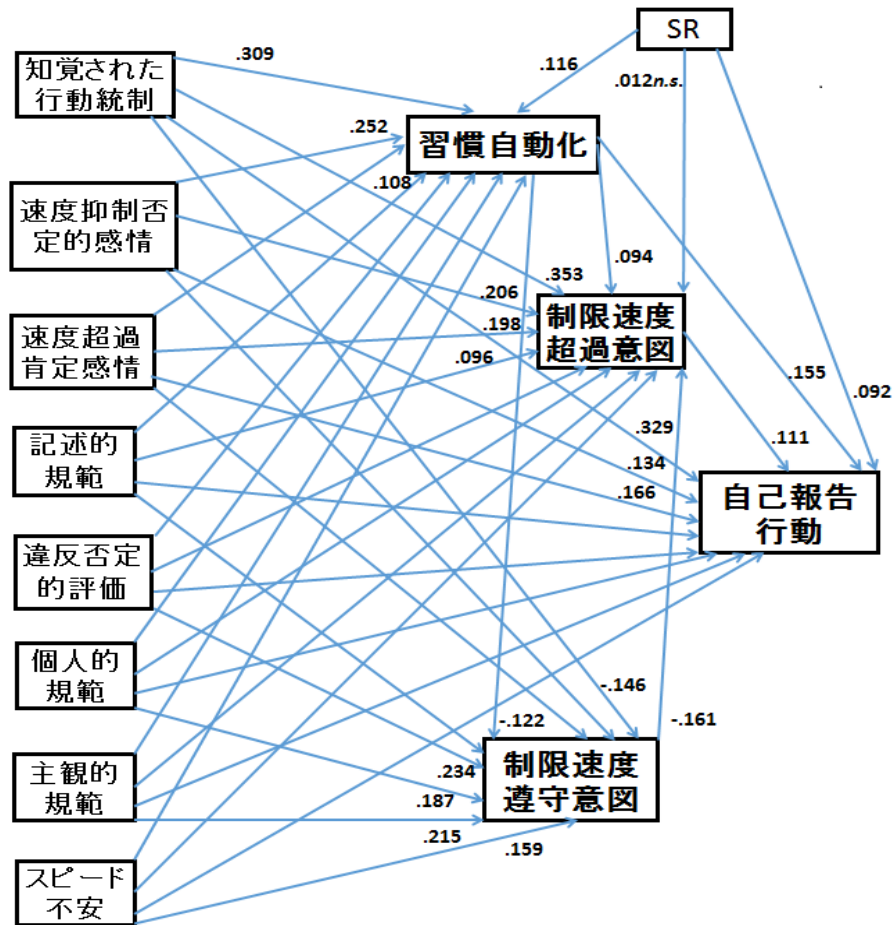 SR
.309
知覚された
行動統制
.116
.012n.s.
.252
習慣自動化
.108
速度抑制否
定的感情
.094
.353
.206
速度超過
肯定感情
.198
制限速度
超過意図
.096
.155
.092
記述的
規範
.329
.111
.134
.166
自己報告
行動
違反否定
的評価
個人的
規範
-.146
-.122
-.161
主観的
規範
.234
制限速度
遵守意図
.187
.215
.159
スピード
不安